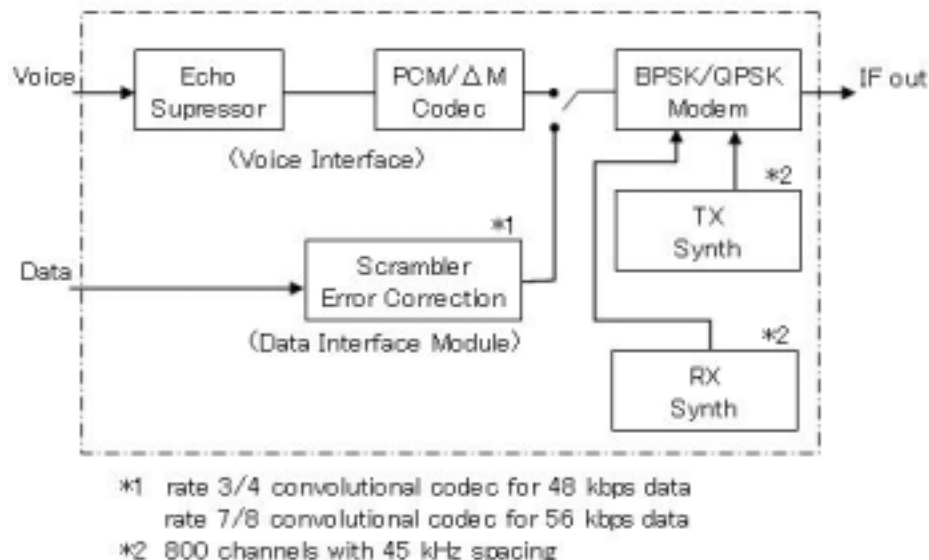 Voice
Echo
Supressor
PCM/ΔM
Codec
BPSK/QPSK
Modem
IF out
(Voice Interface)
*2
TX
Synth
*1
Data
Scrambler
Error Correction
(Data Interface Module)
*2
RX
Synth
*1 rate 3/4 convolutional codec for 48 kbps data
rate 7/8 convolutional codec for 56 kbps data
*2 800 channels with 45 kHz spacing